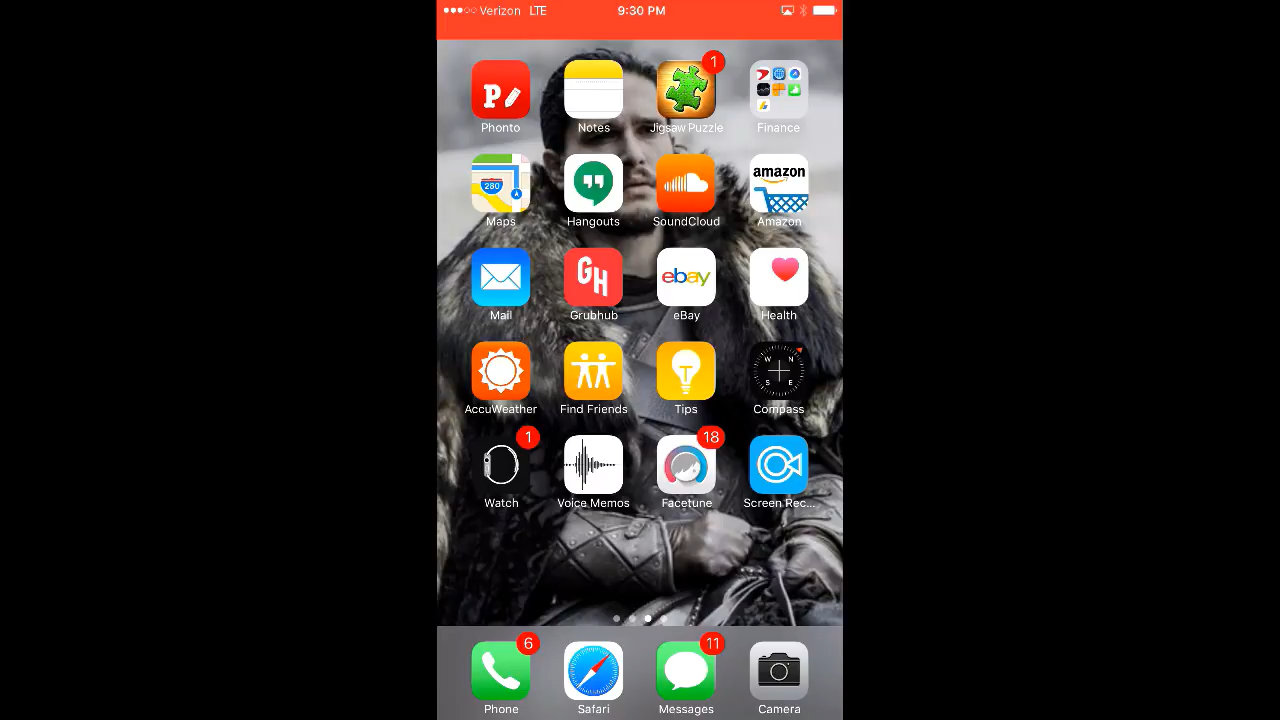 Verizon LTE 9:30 PM
1
Phonto Notes Jigsaw Puzzle Finance
280
amazon
Maps Hangouts SoundCloud Amazon
GH ebay
Mail Grubhub eBay Health
T W N S E
AccuWeather Find Friends Tips Compass
1 18
Watch Voice Memos Facetune Screen Rec...
6 11
Phone Safari Messages Camera